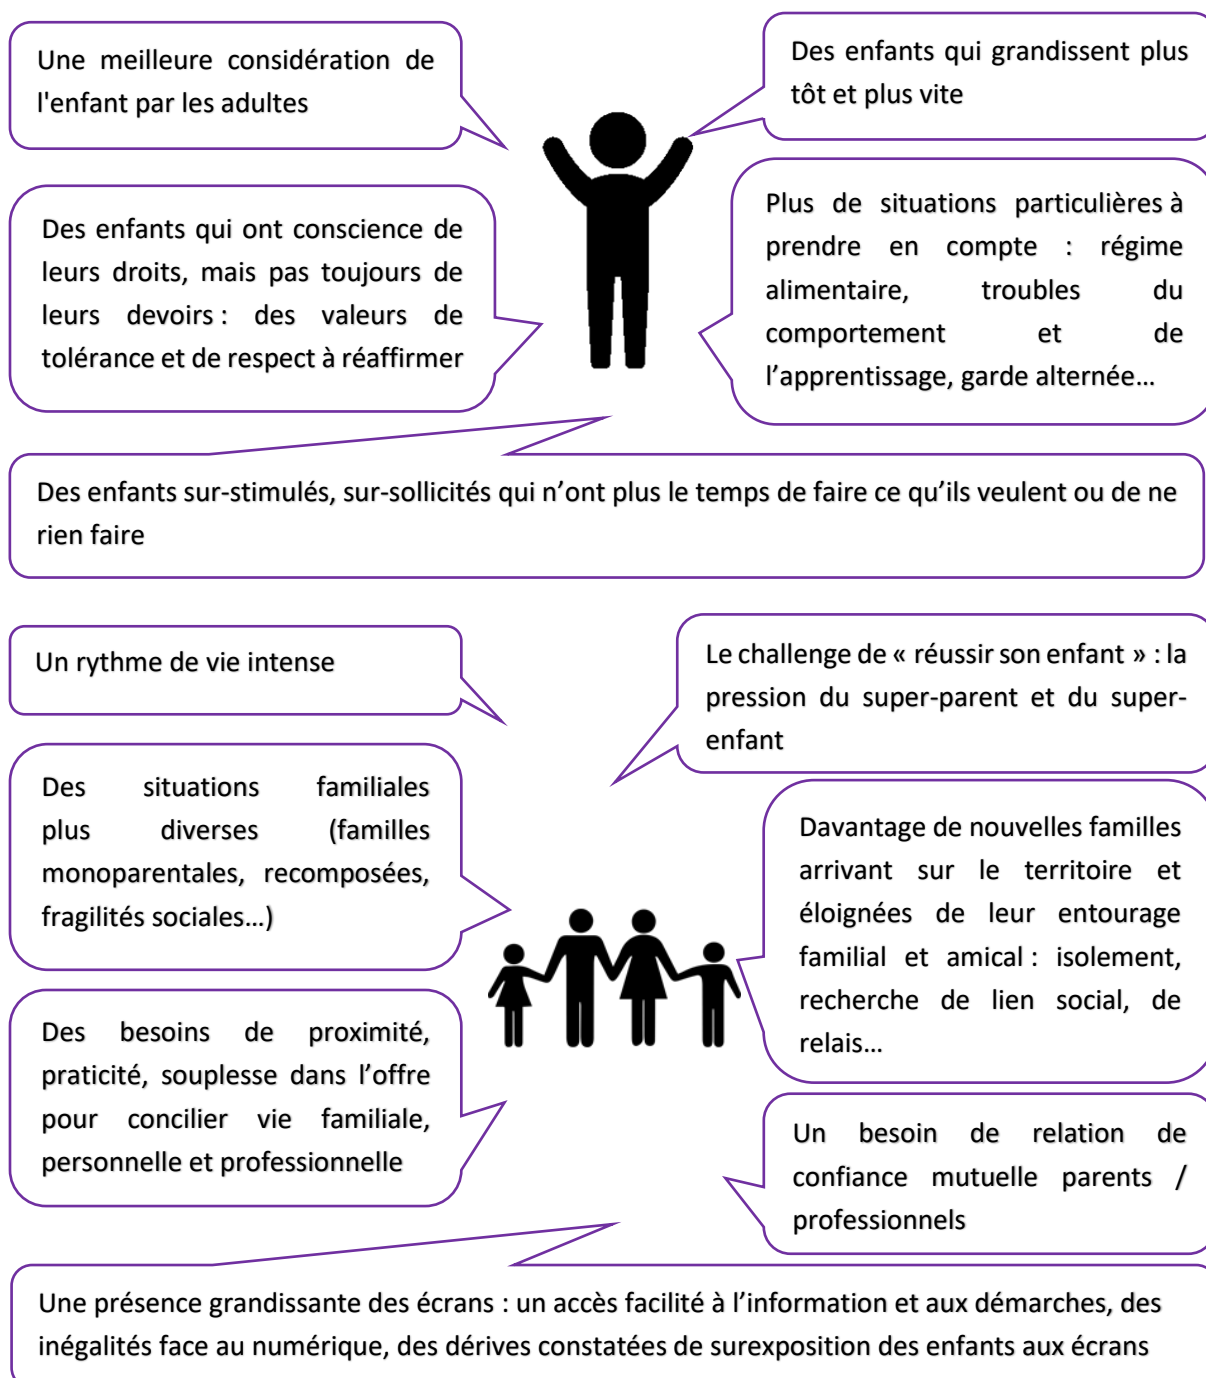 Une meilleure considération de
l'enfant par les adultes
Des enfants qui grandissent plus
tôt et plus vite
Des enfants qui ont conscience de
leurs droits, mais pas toujours de
leurs devoirs : des valeurs de
tolérance et de respect à réaffirmer
Plus de situations particulières à
prendre en compte : régime
alimentaire, troubles du
comportement et de
l’apprentissage, garde alternée…
Des enfants sur-stimulés, sur-sollicités qui n’ont plus le temps de faire ce qu’ils veulent ou de ne
rien faire
Un rythme de vie intense
Le challenge de « réussir son enfant » : la
pression du super-parent et du super-
enfant
Des situations familiales
plus diverses (familles
monoparentales, recomposées,
fragilités sociales…)
Davantage de nouvelles familles
arrivant sur le territoire et
éloignées de leur entourage
familial et amical : isolement,
recherche de lien social, de
relais…
Des besoins de proximité,
praticité, souplesse dans l’offre
pour concilier vie familiale,
personnelle et professionnelle
Un besoin de relation de
confiance mutuelle parents /
professionnels
Une présence grandissante des écrans : un accès facilité à l’information et aux démarches, des
inégalités face au numérique, des dérives constatées de surexposition des enfants aux écrans